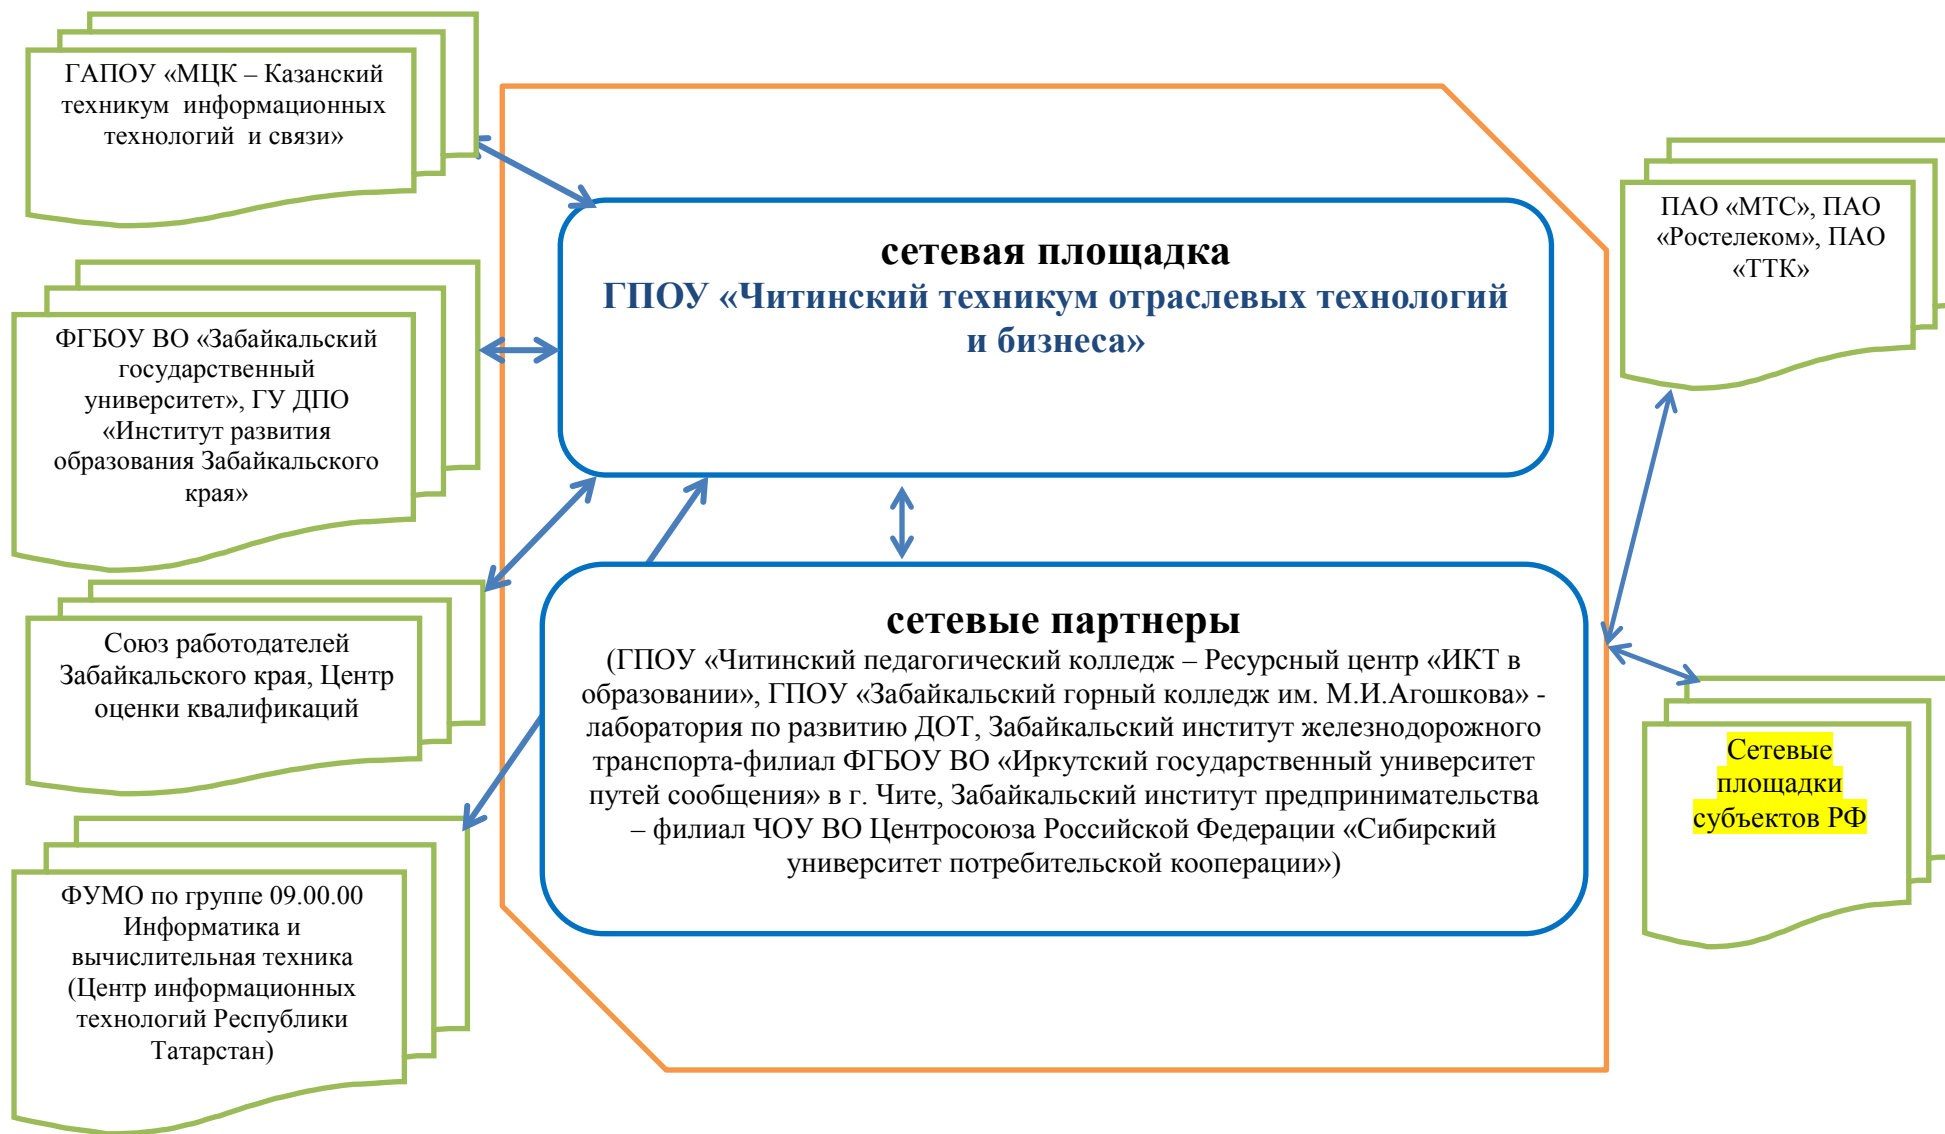 ГАПОУ «МЦК – Казанский
техникум информационных
технологий и связи»
ФГБОУ ВО «Забайкальский
государственный
университет», ГУ ДПО
«Институт развития
образования Забайкальского
края»
Союз работодателей
Забайкальского края, Центр
оценки квалификаций
ФУМО по группе 09.00.00
Информатика и
вычислительная техника
(Центр информационных
технологий Республики
Татарстан)
сетевая площадка
ГПОУ «Читинский техникум отраслевых технологий
и бизнеса»
сетевые партнеры
(ГПОУ «Читинский педагогический колледж – Ресурсный центр «ИКТ в
образовании», ГПОУ «Забайкальский горный колледж им. М.И.Агошкова» -
лаборатория по развитию ДОТ, Забайкальский институт железнодорожного
транспорта-филиал ФГБОУ ВО «Иркутский государственный университет
путей сообщения» в г. Чите, Забайкальский институт предпринимательства
– филиал ЧОУ ВО Центросоюза Российской Федерации «Сибирский
университет потребительской кооперации»)
ПАО «МТС», ПАО
«Ростелеком», ПАО
«ТТК»
Сетевые
площадки
субъектов РФ